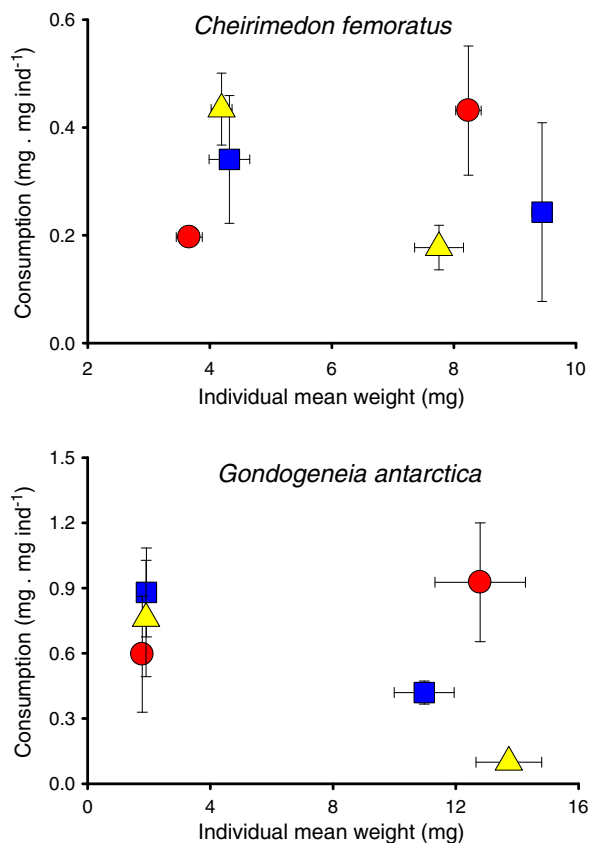 Cheirimedon femoratus
Consumption (mg . mg ind-1)
0.6
0.4
0.2
0.0
2 4 6 8 10
Individual mean weight (mg)
Gondogeneia antarctica
Consumption (mg . mg ind-1)
1.5
1.2
0.9
0.6
0.3
0.0
0 4 8 12 16
Individual mean weight (mg)